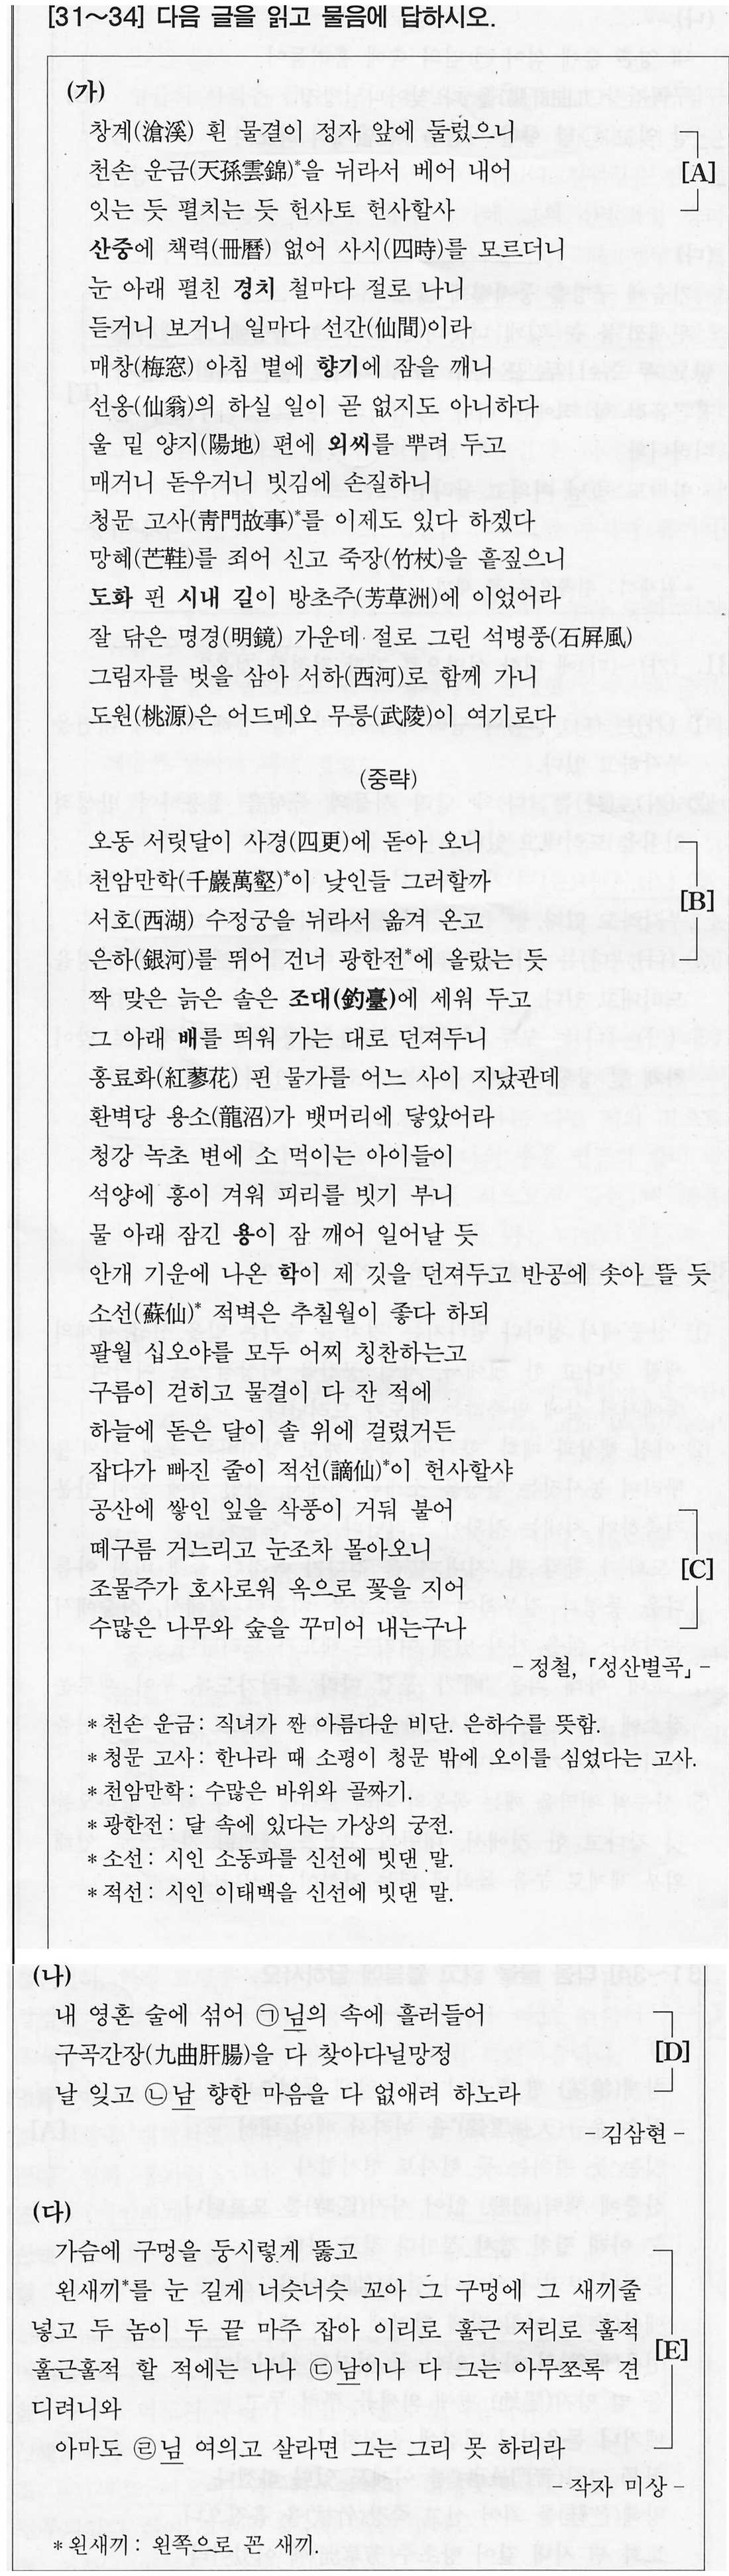 [31~34] 다음 글을 읽고 물음에 답하시오.
(가)
창계(滄溪) 흰 물결이 정자 앞에 둘렀으니
천손 운금(天孫雲錦)*을 뉘라서 베어 내어
[A]
잇는 듯 펼치는 듯 헌사토 헌사할사
산중에 책력(冊曆) 없어 사시(四時)를 모르더니
눈 아래 펼친 경치 철마다 절로 나니
듣거니 보거니 일마다 선간(仙間)이라
매창(梅窓) 아침 볕에 향기에 잠을 깨니
선옹(仙翁)의 하실 일이 곧 없지도 아니하다
울 밑 양지(陽地) 편에 외씨를 뿌려 두고
매거니 돋우거니 빗김에 손질하니
청문 고사(靑門故事)*를 이제도 있다 하겠다
망혜(芒鞋)를 죄어 신고 죽장(竹杖)을 흩짚으니
도화 핀 시내 길이 방초주(芳草洲)에 이었어라
잘 닦은 명경(明鏡) 가운데 절로 그린 석병풍(石屛風)
그림자를 벗을 삼아 서하(西河)로 함께 가니
도원(桃源)은 어드메오 무릉(武陵)이 여기로다
(중략)
오동 서릿달이 사경(四更)에 돋아 오니
천암만학(千巖萬壑)*이 낮인들 그러할까
[B]
서호(西湖) 수정궁을 뉘라서 옮겨 온고
은하(銀河)를 뛰어 건너 광한전*에 올랐는 듯
짝 맞은 늙은 솔은 조대(釣臺)에 세워 두고
그 아래 배를 띄워 가는 대로 던져두니
홍료화(紅蓼花) 핀 물가를 어느 사이 지났관데
환벽당 용소(龍沼)가 뱃머리에 닿았어라
청강 녹초 변에 소 먹이는 아이들이
석양에 흥이 겨워 피리를 빗기 부니
물 아래 잠긴 용이 잠 깨어 일어날 듯
안개 기운에 나온 학이 제 깃을 던져두고 반공에 솟아 뜰 듯
소선(蘇仙)* 적벽은 추칠월이 좋다 하되
팔월 십오야를 모두 어찌 칭찬하는고
구름이 걷히고 물결이 다 잔 적에
하늘에 돋은 달이 솔 위에 걸렸거든
잡다가 빠진 줄이 적선(謫仙)*이 헌사할샤
공산에 쌓인 잎을 삭풍이 거둬 불어
떼구름 거느리고 눈조차 몰아오니
[C]
조물주가 호사로워 옥으로 꽃을 지어
수많은 나무와 숲을 꾸미어 내는구나
- 정철, 「성산별곡」 -
* 천손 운금: 직녀가 짠 아름다운 비단. 은하수를 뜻함.
* 청문 고사: 한나라 때 소평이 청문 밖에 오이를 심었다는 고사.
* 천암만학: 수많은 바위와 골짜기.
* 광한전: 달 속에 있다는 가상의 궁전.
* 소선: 시인 소동파를 신선에 빗댄 말.
* 적선: 시인 이태백을 신선에 빗댄 말.
(나)
내 영혼 술에 섞어 ㉠님의 속에 흘러들어
구곡간장(九曲肝腸)을 다 찾아다닐망정
[D]
날 잊고 ㉡남 향한 마음을 다 없애려 하노라
- 김삼현 -
(다)
가슴에 구멍을 둥시렇게 뚫고
왼새끼*를 눈 길게 너슷너슷 꼬아 그 구멍에 그 새끼줄
넣고 두 놈이 두 끝 마주 잡아 이리로 훌근 저리로 훌적
[E]
훌근훌적 할 적에는 나나 ㉢남이나 다 그는 아무쪼록 견
디려니와
아마도 ㉣님 여의고 살라면 그는 그리 못 하리라
- 작자 미상 -
* 왼새끼: 왼쪽으로 꼰 새끼.